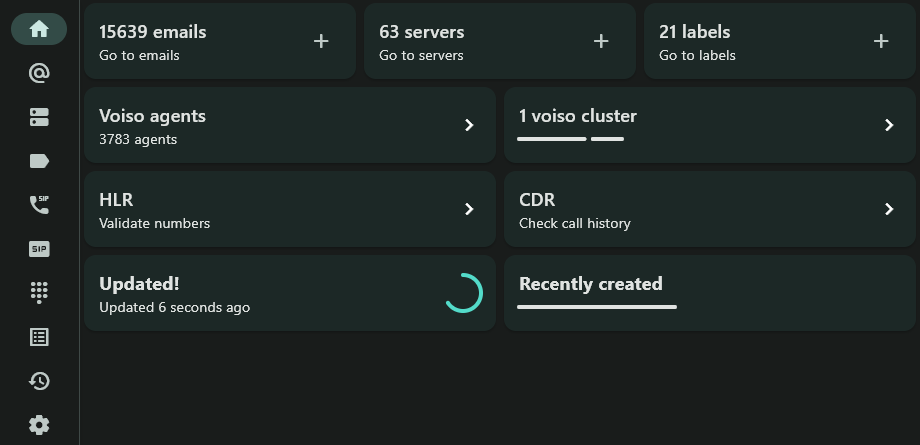 15639 emails
Go to emails
63 servers
Go to servers
21 labels
Go to labels
Voiso agents
3783 agents
1 voiso cluster
HLR
Validate numbers
CDR
Check call history
Updated!
Updated 6 seconds ago
Recently created
SIP
SIP